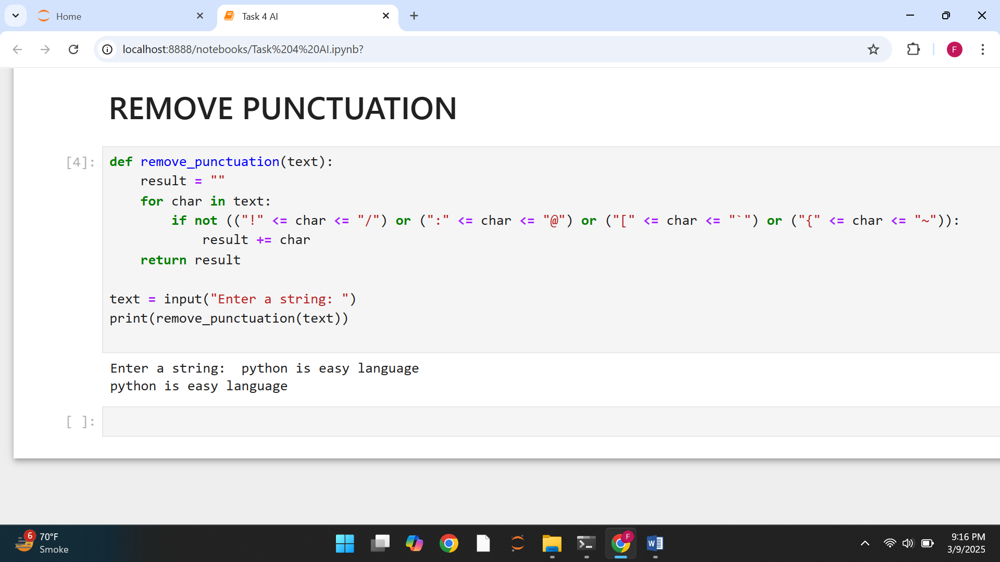 Home
Task 4 AI
localhost:8888/notebooks/Task%204%20AI.ipynb?
F
REMOVE PUNCTUATION
[4]:
def remove_punctuation(text):
    result = ""
    for char in text:
        if not (("!" <= char <= "/") or (":" <= char <= "@") or ("[" <= char <= "`") or ("{" <= char <= "~")):
            result += char
    return result
text = input("Enter a string: ")
print(remove_punctuation(text))
Enter a string:  python is easy language
python is easy language
[ ]:
6
70°F
Smoke
F
W
9:16 PM
3/9/2025